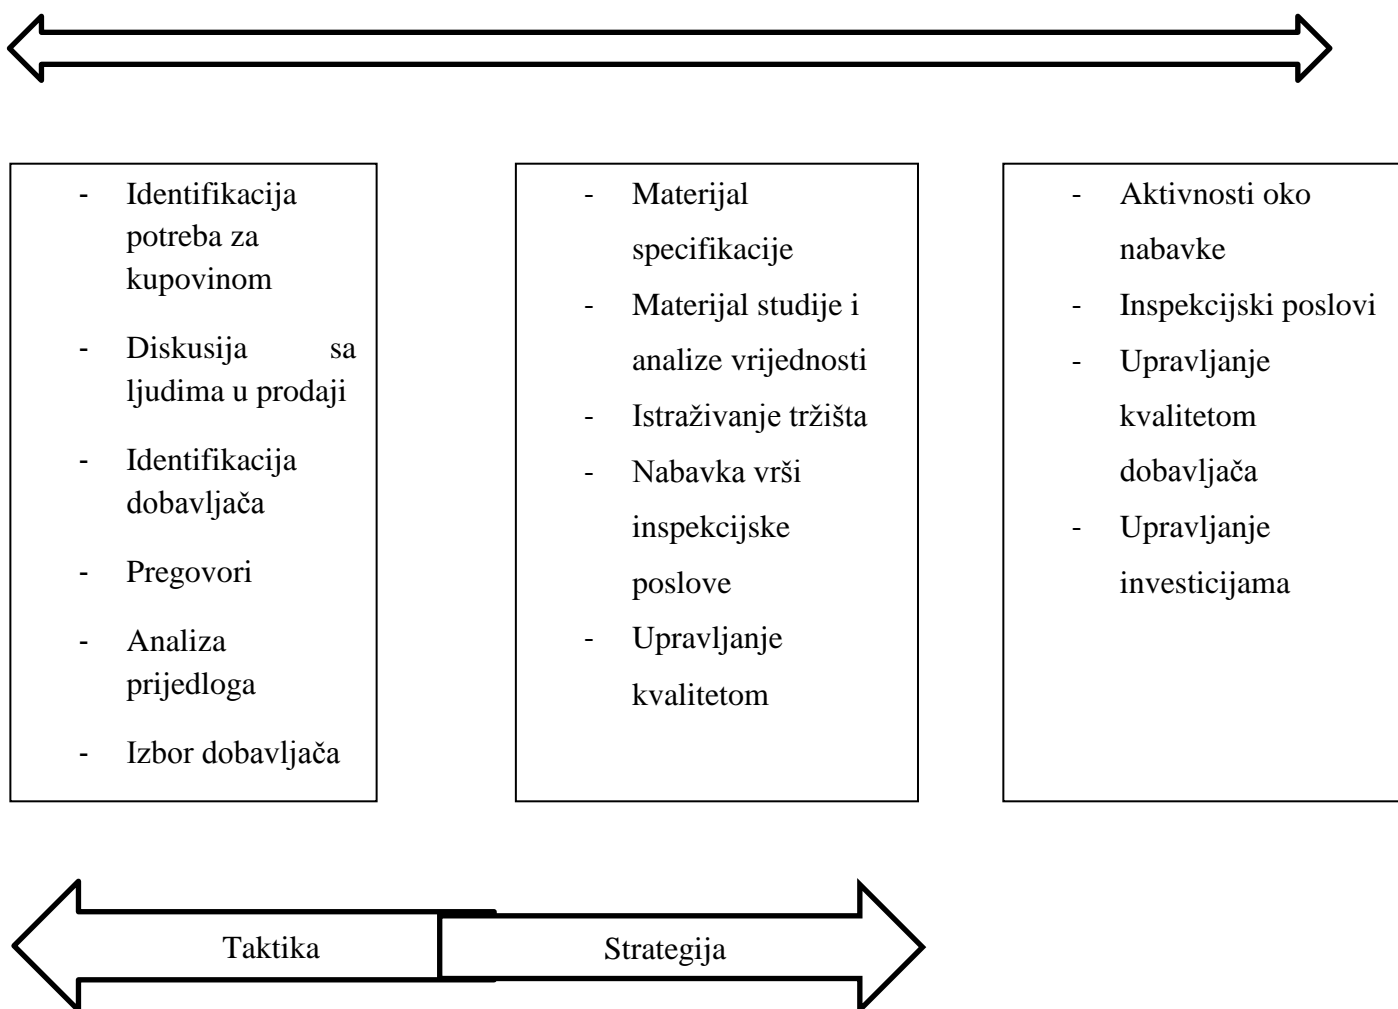 - Identifikacija
potreba za
kupovinom
- Diskusija sa
ljudima u prodaji
- Identifikacija
dobavljača
- Pregovori
- Analiza
prijedloga
- Izbor dobavljača
- Materijal
specifikacije
- Materijal studije i
analize vrijednosti
- Istraživanje tržišta
- Nabavka vrši
inspekcijske
poslove
- Upravljanje
kvalitetom
- Aktivnosti oko
nabavke
- Inspekcijski poslovi
- Upravljanje
kvalitetom
dobavljača
- Upravljanje
investicijama
Taktika
Strategija